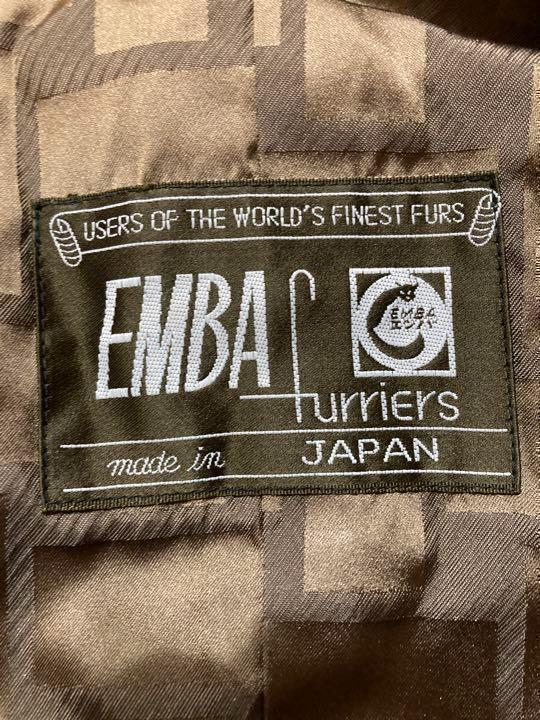 USERS OF THE WORLD'S FINEST FURS
EMBA furriers
EMBA
エンバ
made in JAPAN